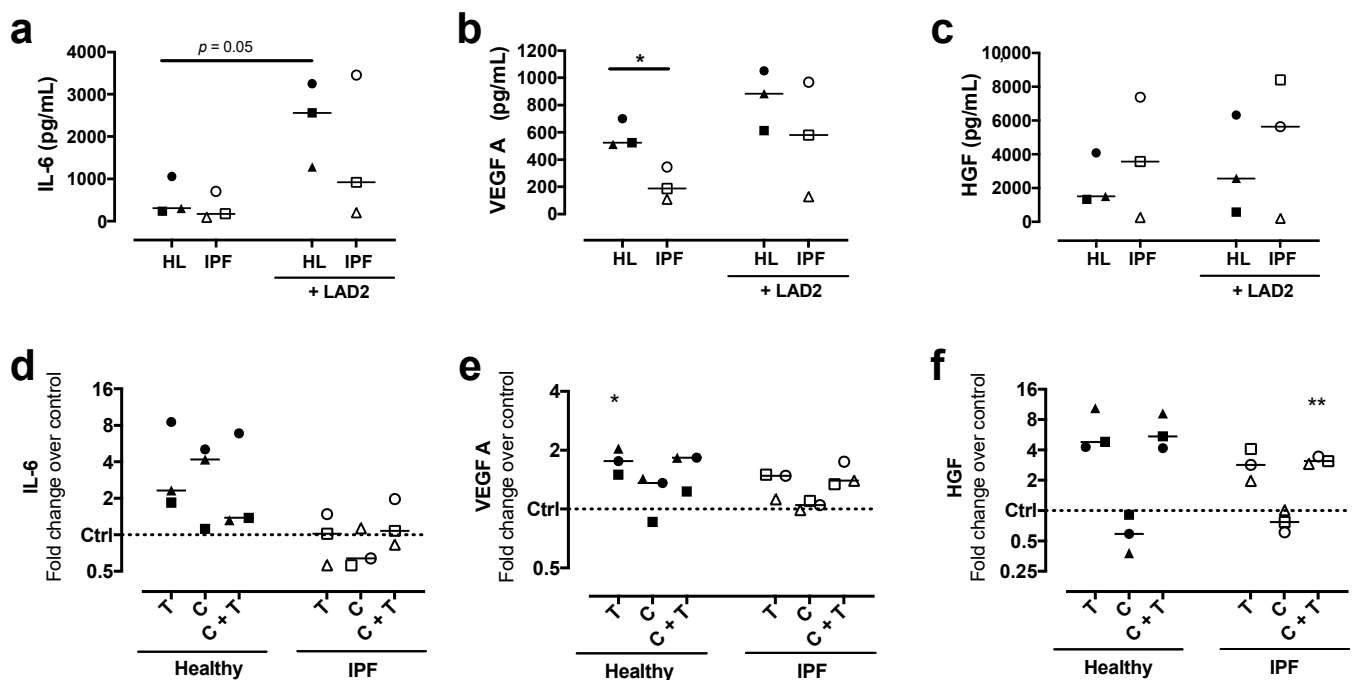 a
IL-6 (pg/mL)
4000
3000
2000
1000
0
p = 0.05
HL IPF HL IPF
+ LAD2
b
VEGF A (pg/mL)
1200
1000
800
600
400
200
0
*
HL IPF HL IPF
+ LAD2
c
HGF (pg/mL)
10,000
8000
6000
4000
2000
0
HL IPF HL IPF
+ LAD2
d
IL-6
Fold change over control
16
8
4
2
Ctrl
0.5
T C C + T T C C + T
Healthy IPF
e
VEGF A
Fold change over control
4
2
Ctrl
0.5
*
T C C + T T C C + T
Healthy IPF
f
HGF
Fold change over control
16
8
4
2
Ctrl
0.5
0.25
**
T C C + T T C C + T
Healthy IPF